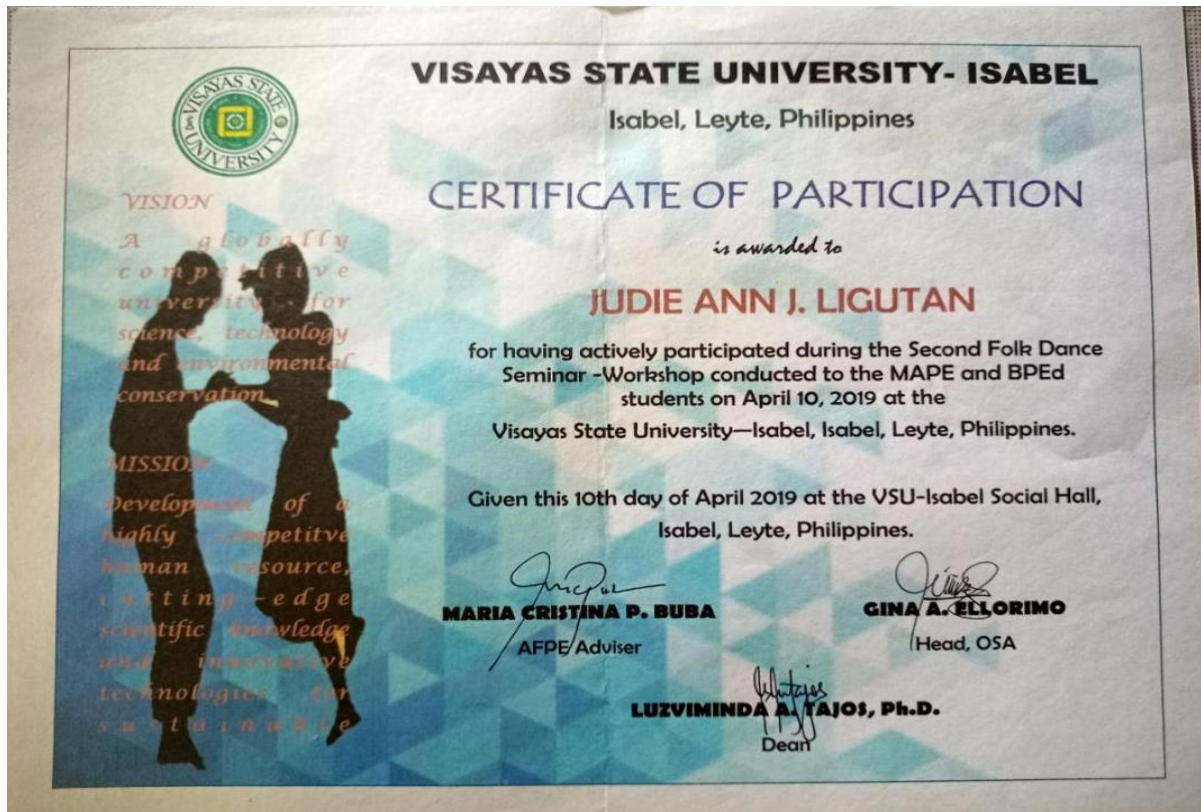 VISAYAS STATE UNIVERSITY
VISION
A globally
competitive
university for
science, technology
and environmental
conservation
MISSION
Development of a
highly competitve
human resource,
cutting-edge
scientific knowledge
and innovative
technologies for
sustainable
VISAYAS STATE UNIVERSITY- ISABEL
Isabel, Leyte, Philippines
CERTIFICATE OF PARTICIPATION
is awarded to
JUDIE ANN J. LIGUTAN
for having actively participated during the Second Folk Dance
Seminar -Workshop conducted to the MAPE and BPEd
students on April 10, 2019 at the
Visayas State University—Isabel, Isabel, Leyte, Philippines.
Given this 10th day of April 2019 at the VSU-Isabel Social Hall,
Isabel, Leyte, Philippines.
MARIA CRISTINA P. BUBA
AFPE Adviser
GINA A. ELLORIMO
Head, OSA
LUZVIMINDA A. TAJOS, Ph.D.
Dean